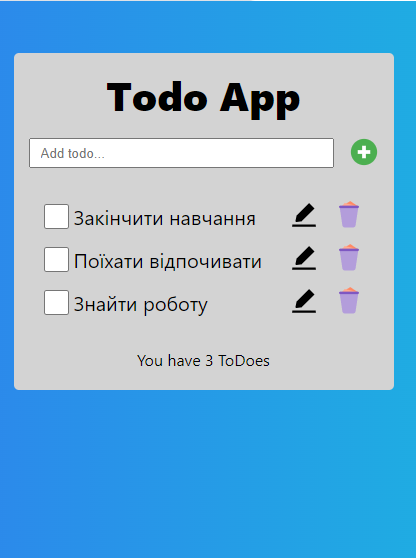 Todo App
Add todo...
Закінчити навчання
Поїхати відпочивати
Знайти роботу
You have 3 ToDoes